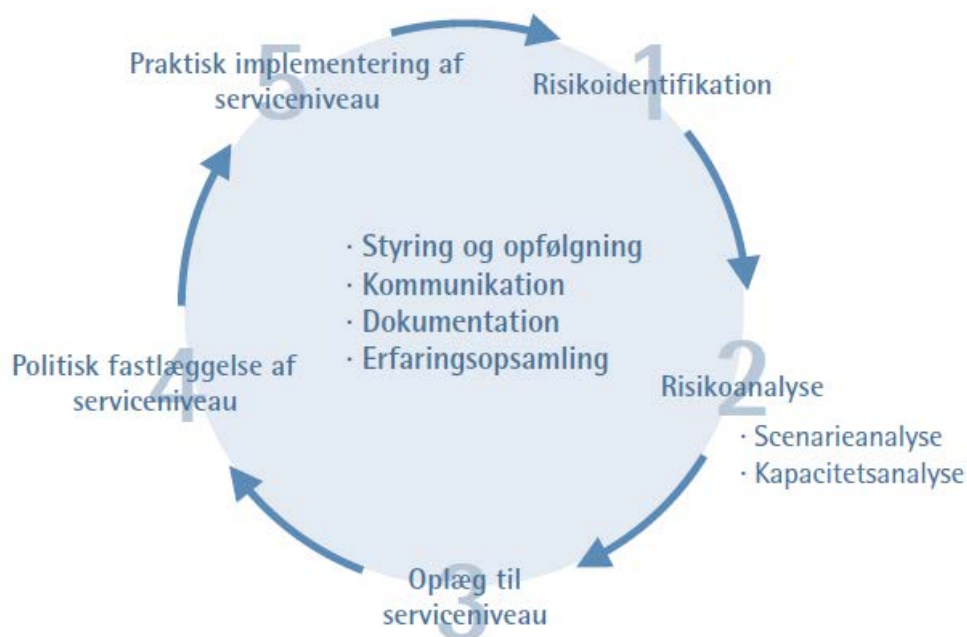 5
Praktisk implementering af
serviceniveau
1
Risikoidentifikation
· Styring og opfølgning
· Kommunikation
· Dokumentation
· Erfaringsopsamling
2
Risikoanalyse
· Scenarieanalyse
· Kapacitetsanalyse
3
Oplæg til
serviceniveau
4
Politisk fastlæggelse af
serviceniveau